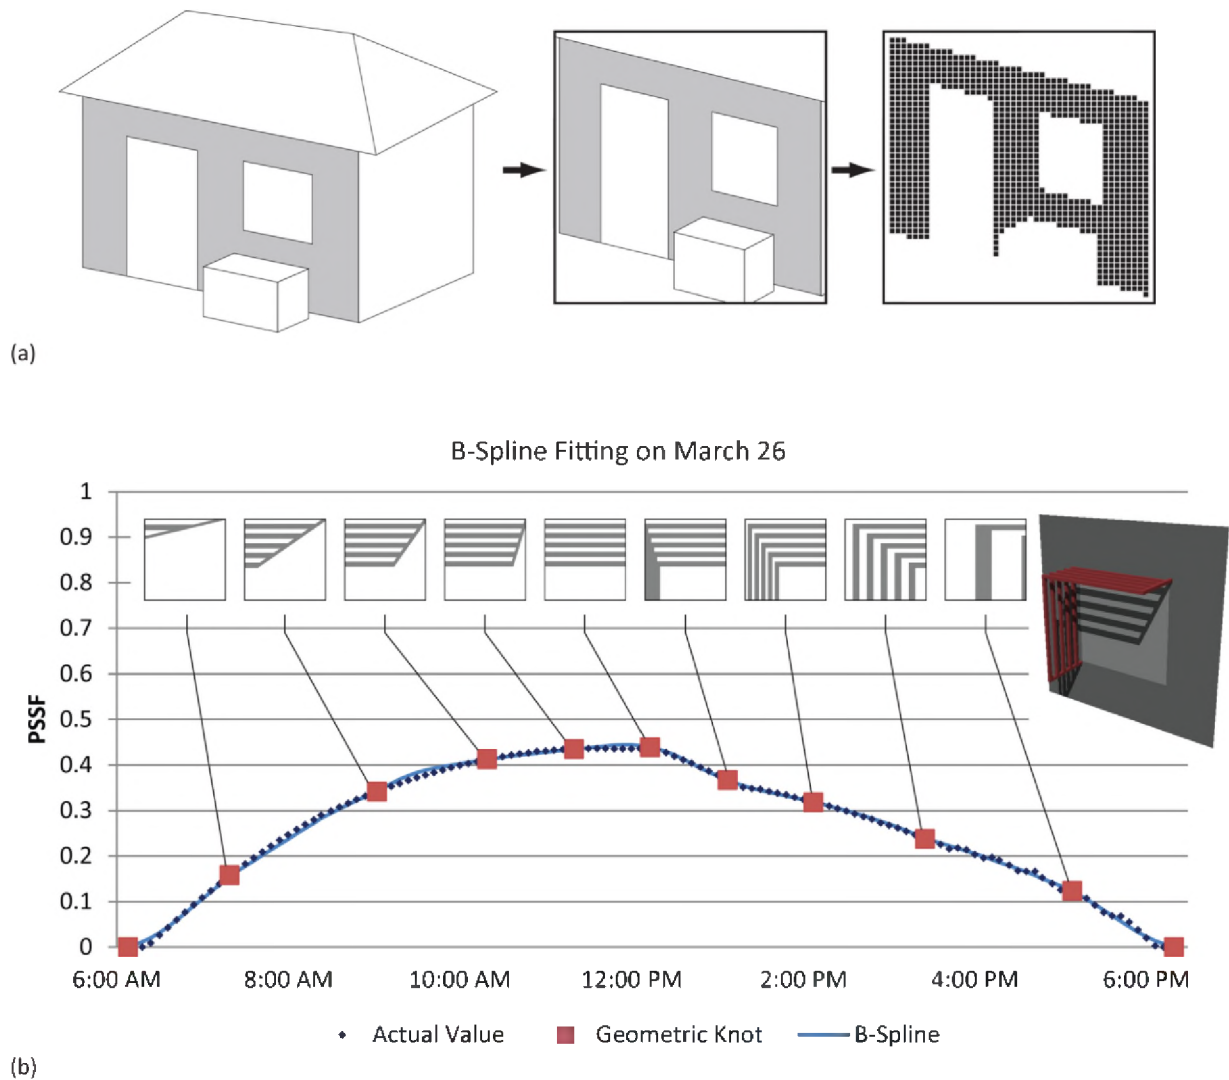 (a)
B-Spline Fitting on March 26
1
0.9
0.8
0.7
0.6
0.5
0.4
0.3
0.2
0.1
0
PSSF
6:00 AM 8:00 AM 10:00 AM 12:00 PM 2:00 PM 4:00 PM 6:00 PM
Actual Value Geometric Knot B-Spline
(b)